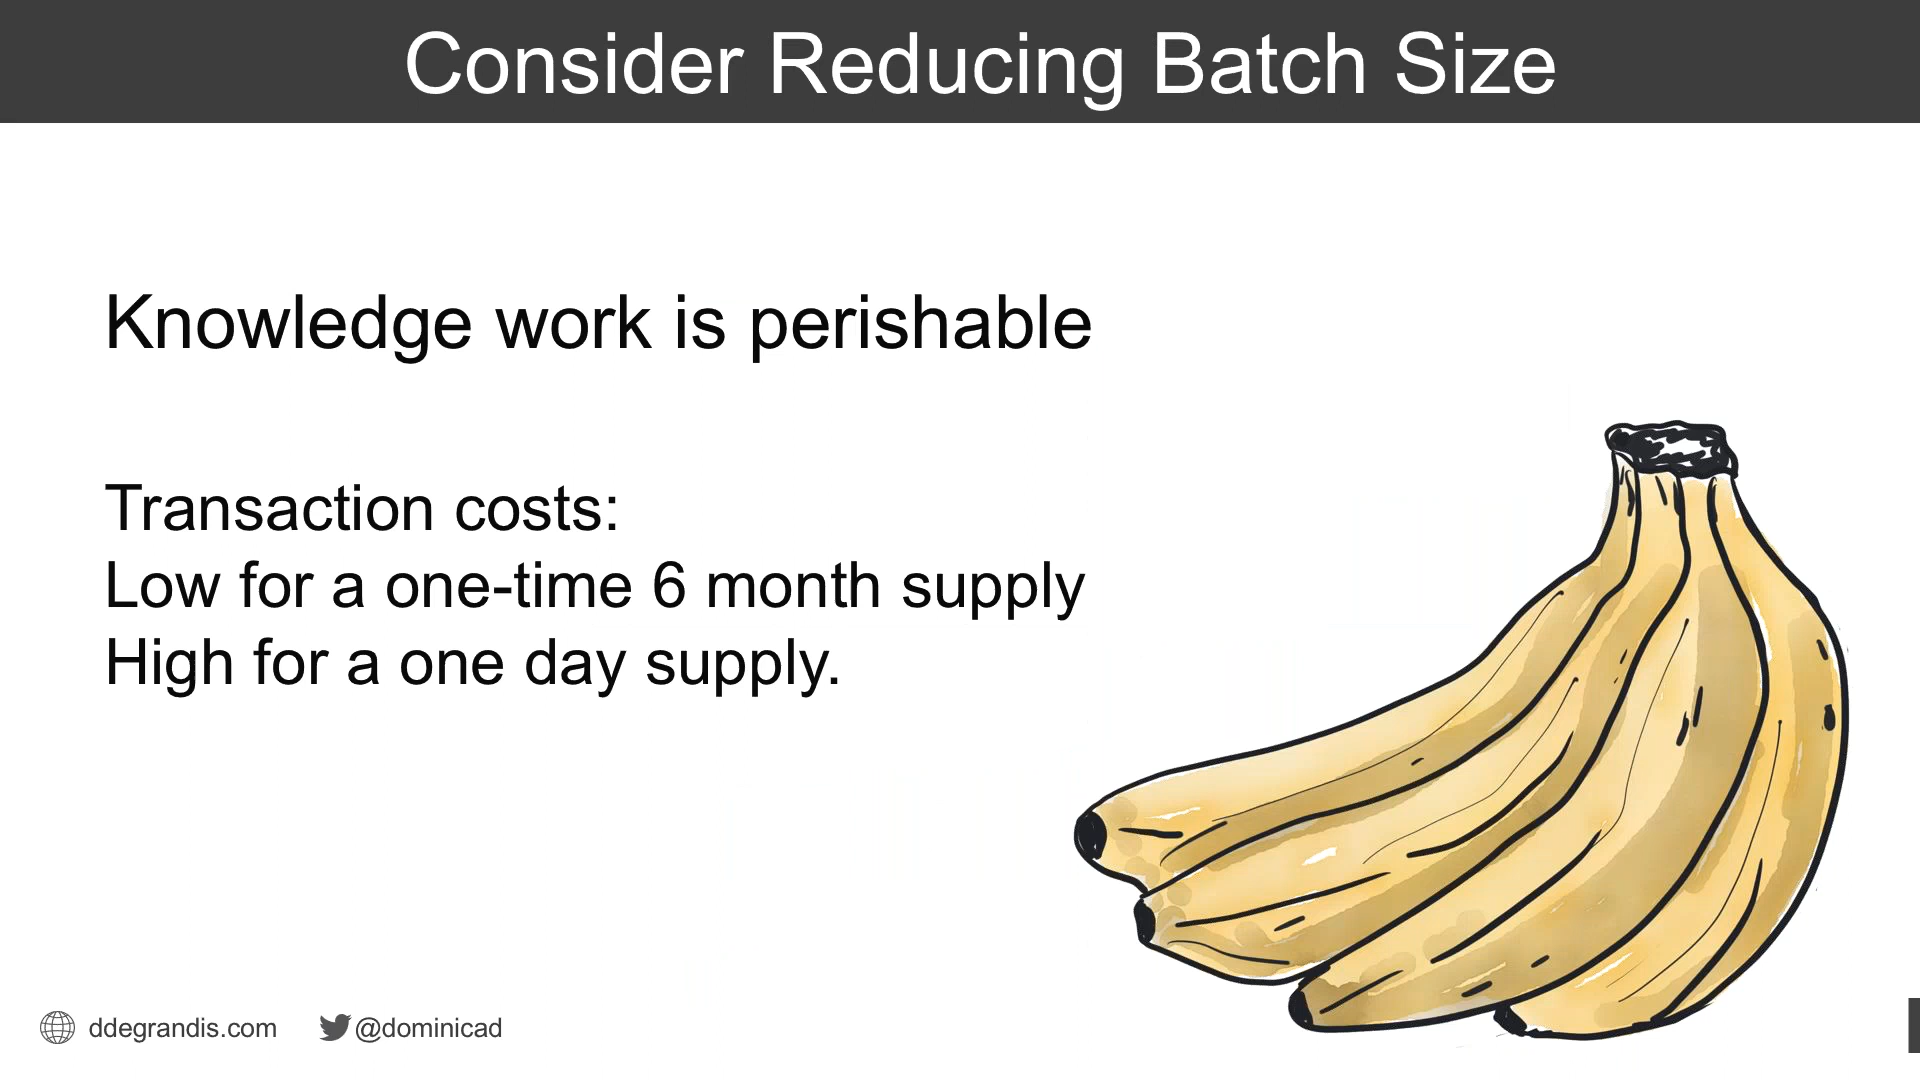 Consider Reducing Batch Size
Knowledge work is perishable
Transaction costs:
Low for a one-time 6 month supply
High for a one day supply.
ddegrandis.com @dominicad